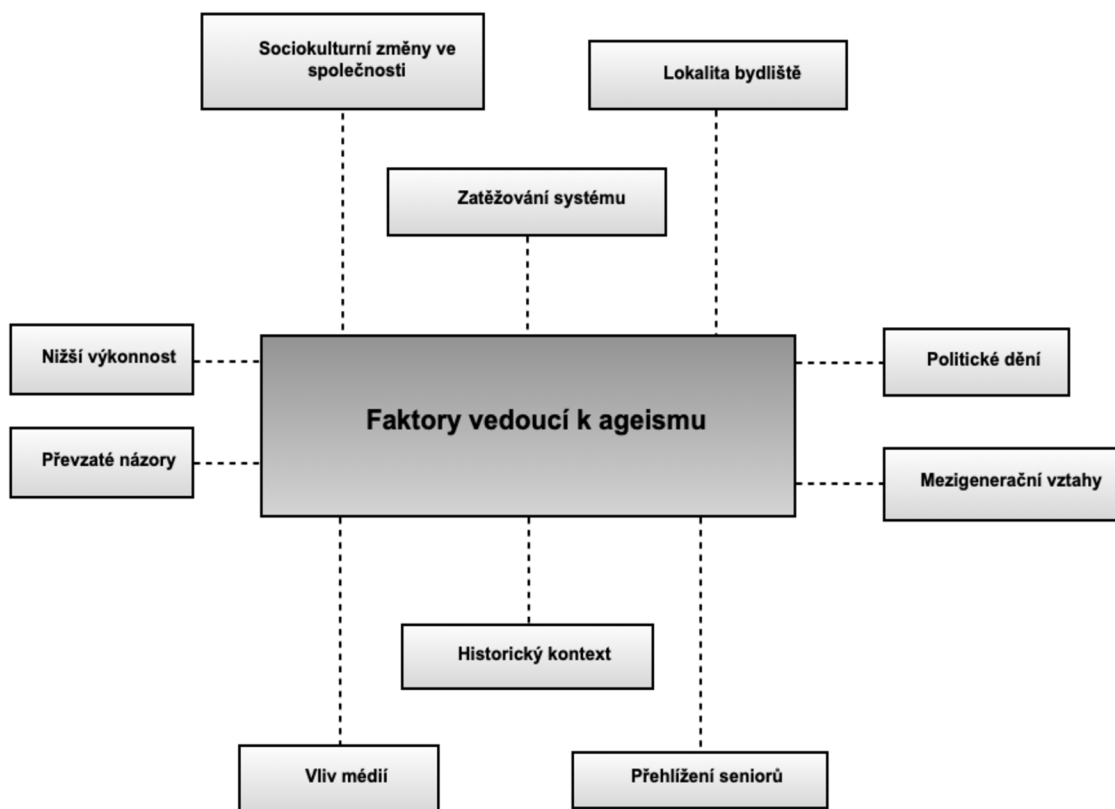 Sociokulturní změny ve
společnosti
Lokalita bydliště
Zatěžování systému
Nižší výkonnost
Politické dění
Faktory vedoucí k ageismu
Převzaté názory
Mezigenerační vztahy
Historický kontext
Vliv médií
Přehlížení seniorů